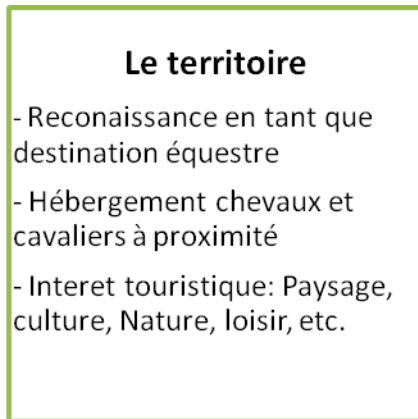 Le territoire
- Reconaissance en tant que
destination équestre
- Hébergement chevaux et
cavaliers à proximité
- Interet touristique: Paysage,
culture, Nature, loisir, etc.